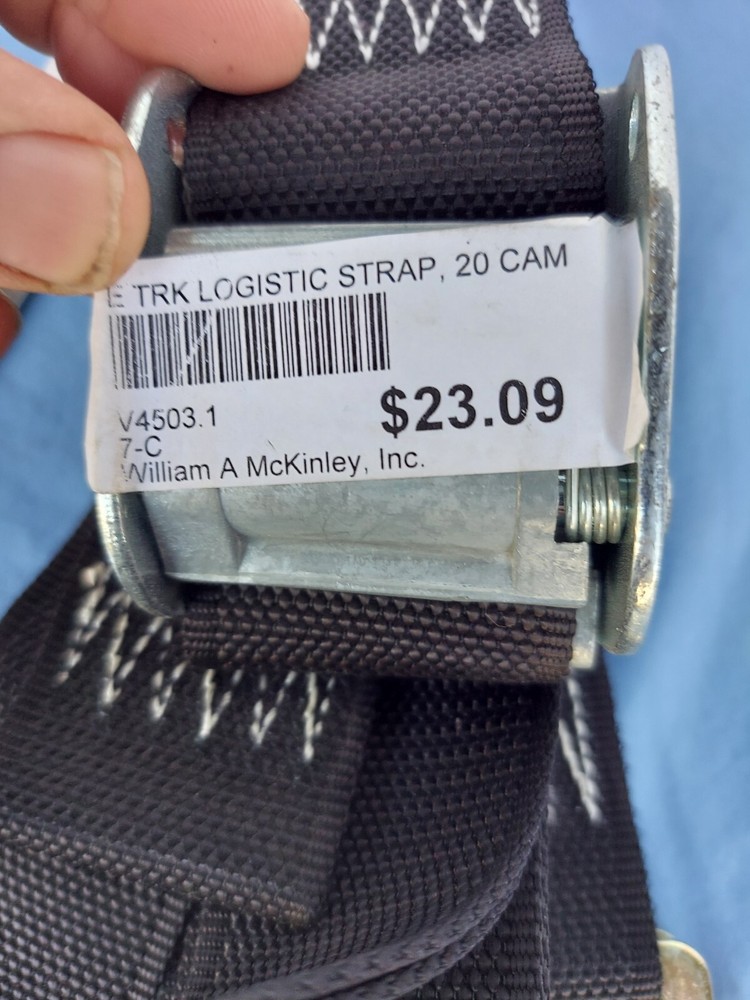 E TRK LOGISTIC STRAP, 20 CAM
V4503.1
$23.09
7-C
William A McKinley, Inc.